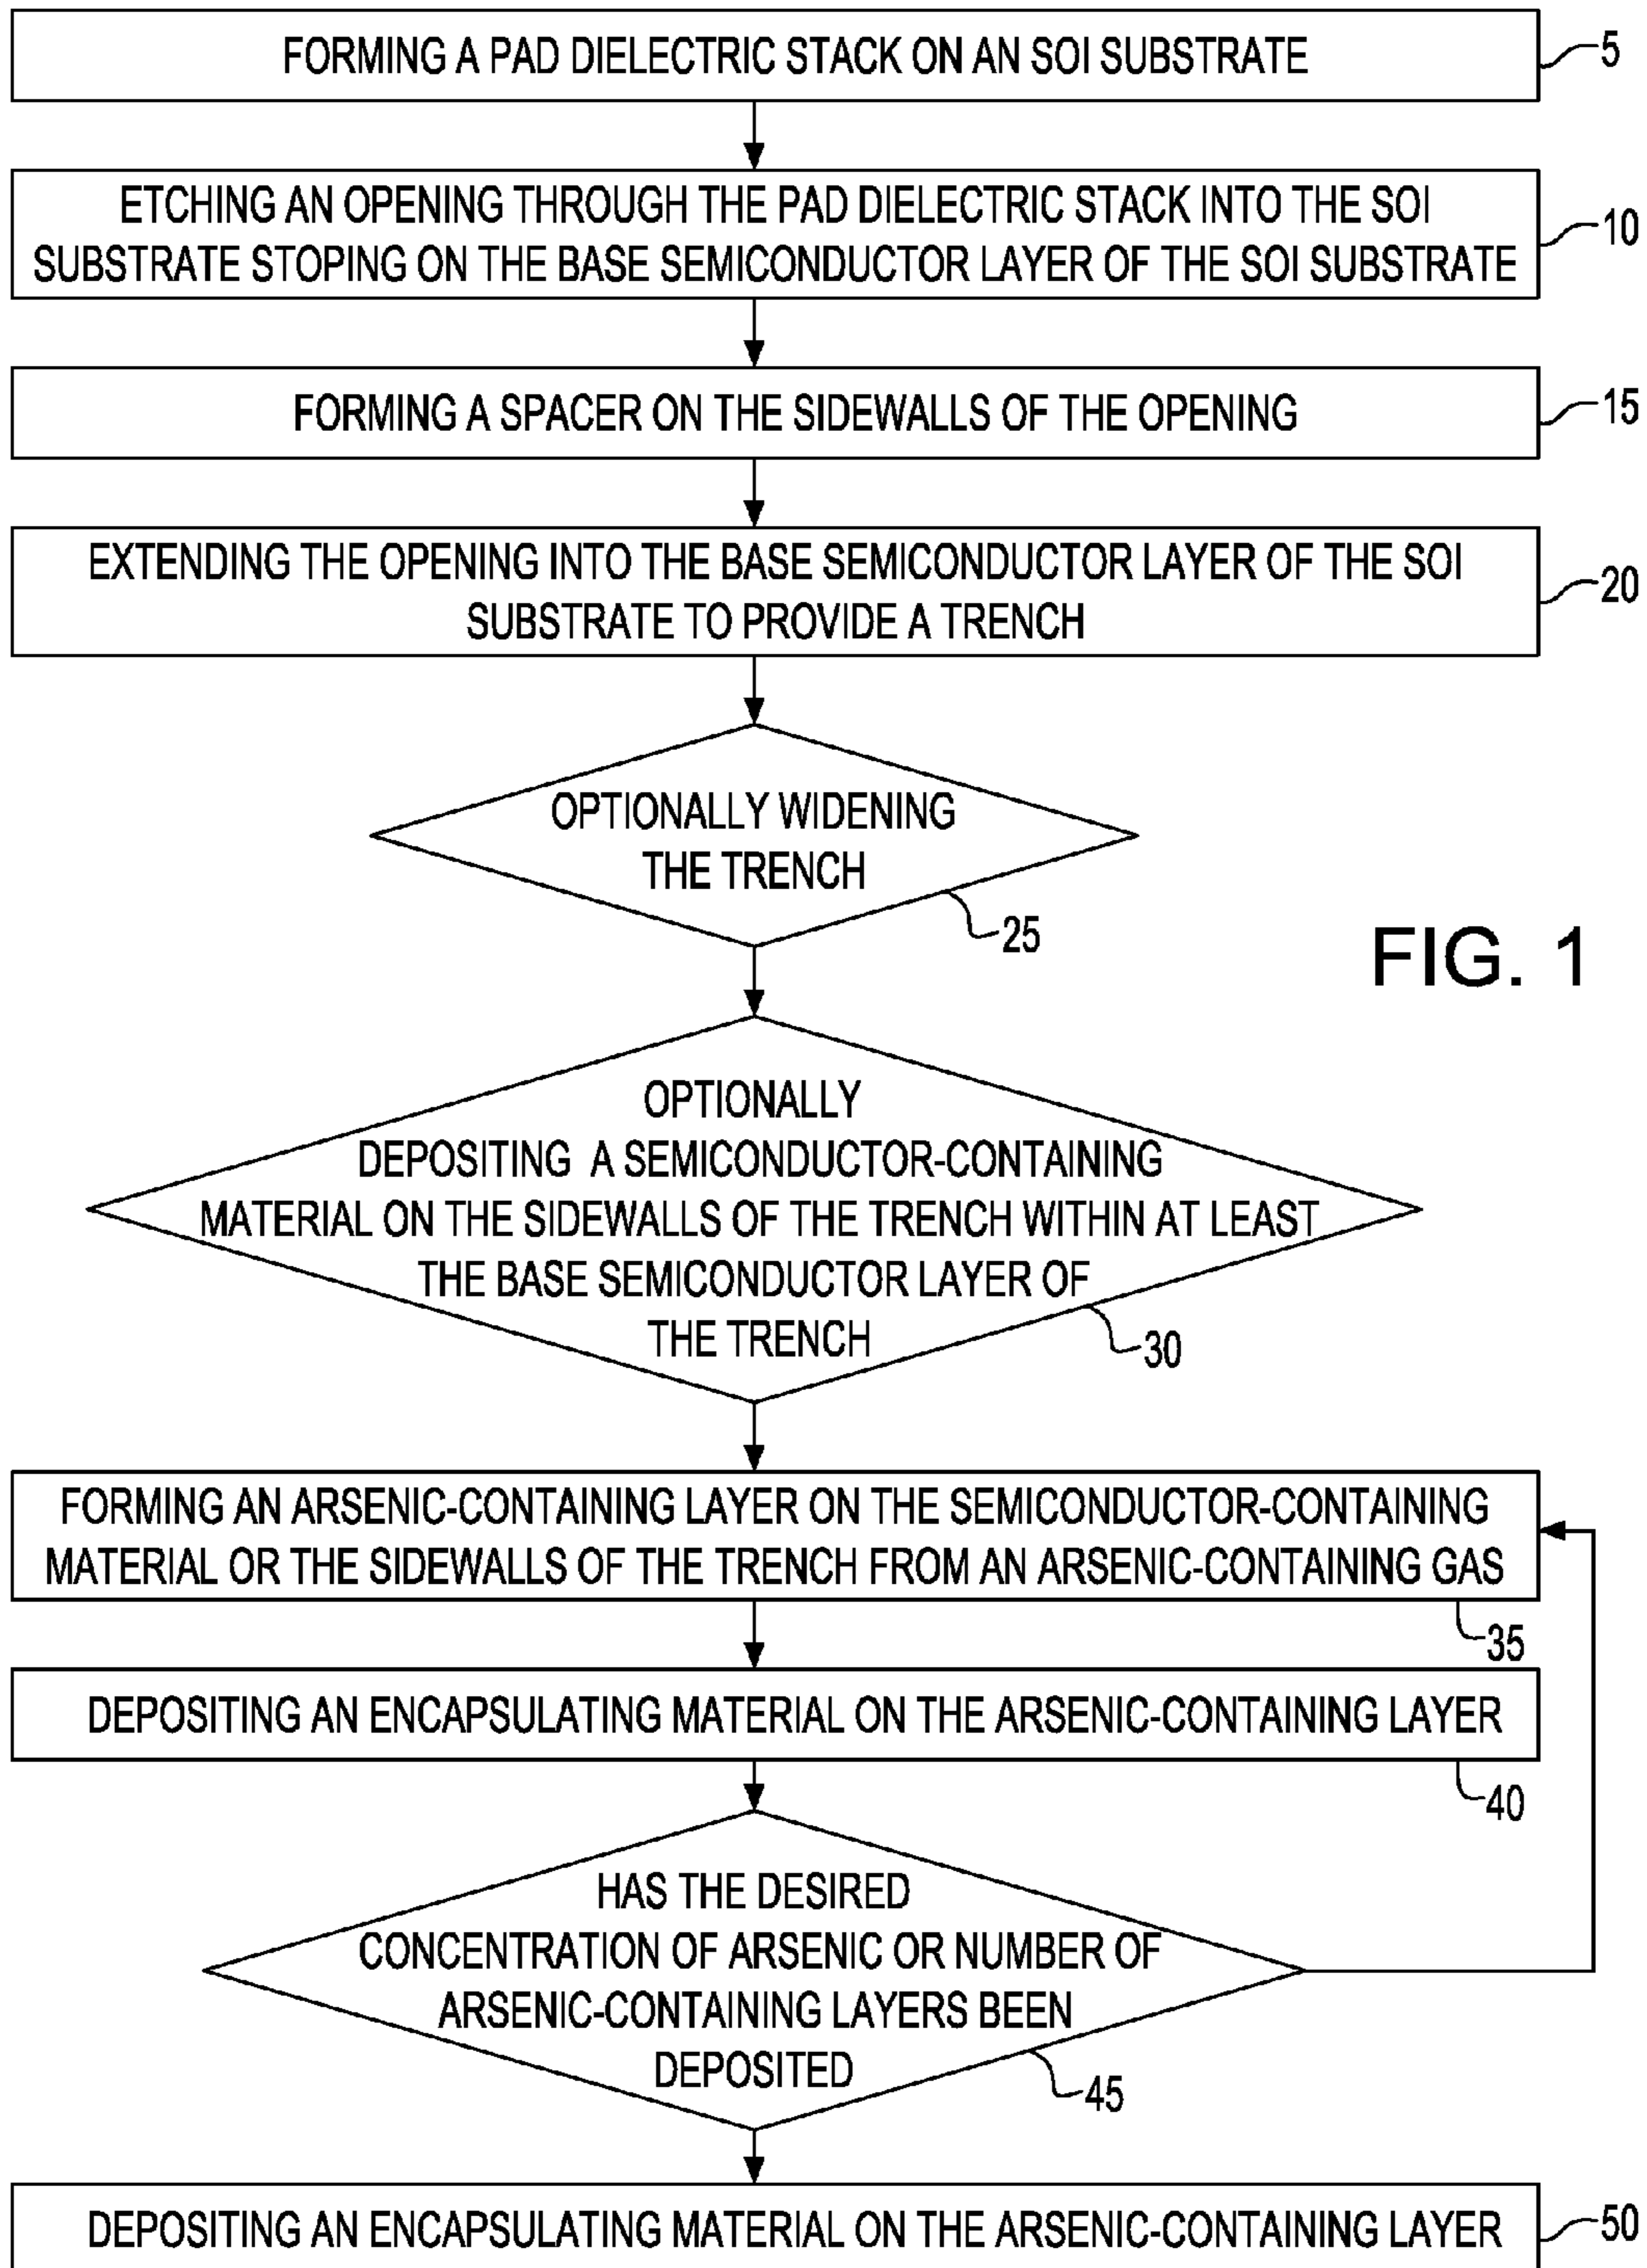 FORMING A PAD DIELECTRIC STACK ON AN SOI SUBSTRATE
5
ETCHING AN OPENING THROUGH THE PAD DIELECTRIC STACK INTO THE SOI
SUBSTRATE STOPING ON THE BASE SEMICONDUCTOR LAYER OF THE SOI SUBSTRATE
10
FORMING A SPACER ON THE SIDEWALLS OF THE OPENING
15
EXTENDING THE OPENING INTO THE BASE SEMICONDUCTOR LAYER OF THE SOI
SUBSTRATE TO PROVIDE A TRENCH
20
OPTIONALLY WIDENING
THE TRENCH
25
FIG. 1
OPTIONALLY
DEPOSITING A SEMICONDUCTOR-CONTAINING
MATERIAL ON THE SIDEWALLS OF THE TRENCH WITHIN AT LEAST
THE BASE SEMICONDUCTOR LAYER OF
THE TRENCH
30
FORMING AN ARSENIC-CONTAINING LAYER ON THE SEMICONDUCTOR-CONTAINING
MATERIAL OR THE SIDEWALLS OF THE TRENCH FROM AN ARSENIC-CONTAINING GAS
35
DEPOSITING AN ENCAPSULATING MATERIAL ON THE ARSENIC-CONTAINING LAYER
40
HAS THE DESIRED
CONCENTRATION OF ARSENIC OR NUMBER OF
ARSENIC-CONTAINING LAYERS BEEN
DEPOSITED
45
DEPOSITING AN ENCAPSULATING MATERIAL ON THE ARSENIC-CONTAINING LAYER
50